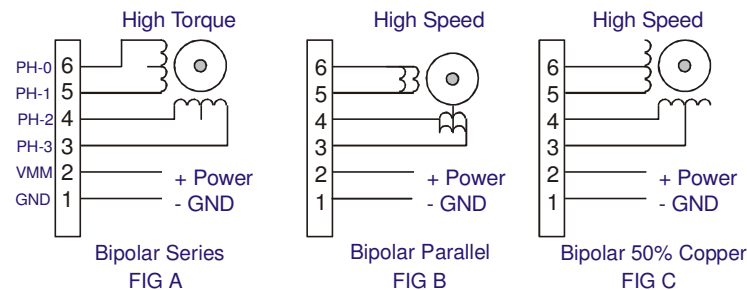 High Torque
PH-0 6
PH-1 5
PH-2 4
PH-3 3
VMM 2
GND 1
+ Power
- GND
Bipolar Series
FIG A
High Speed
6
5
4
3
2
1
+ Power
- GND
Bipolar Parallel
FIG B
High Speed
6
5
4
3
2
1
+ Power
- GND
Bipolar 50% Copper
FIG C